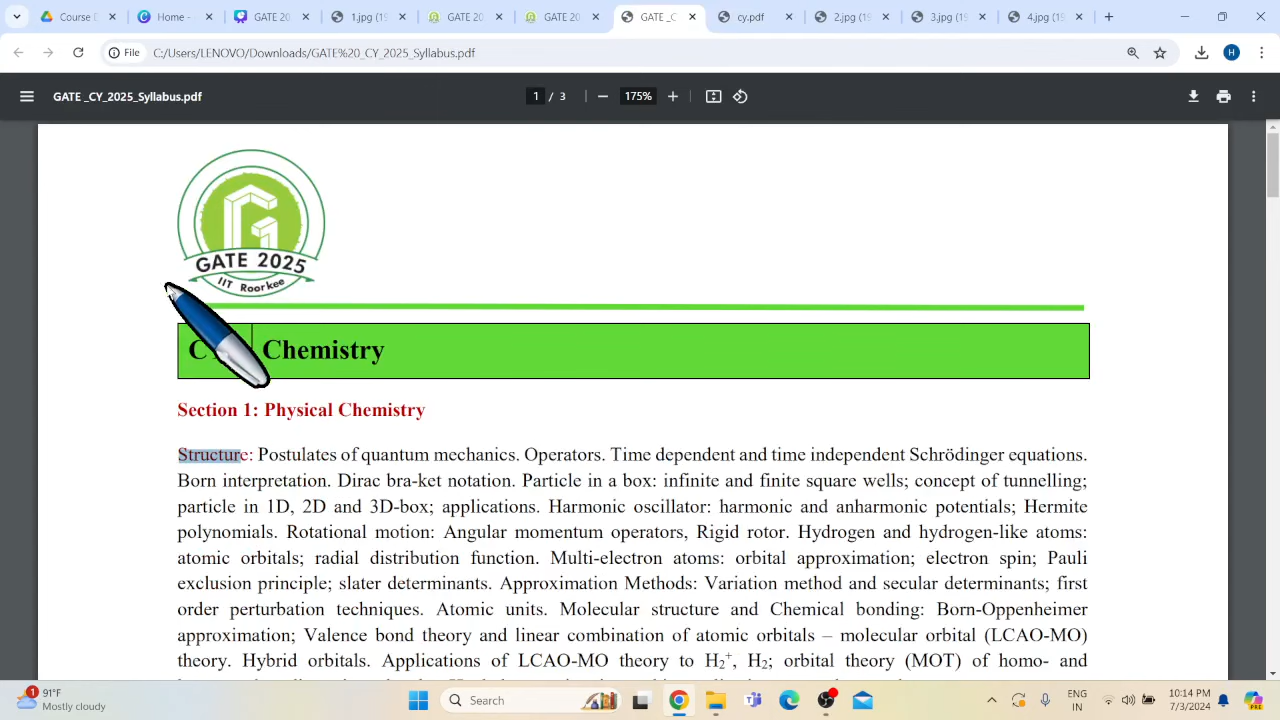 Course D
Home -
GATE 20
1.jpg (19
GATE 20
GATE 20
GATE _C
cy.pdf
2.jpg (15
3.jpg (19
4.jpg (19
File
C:/Users/LENOVO/Downloads/GATE%20_CY_2025_Syllabus.pdf
H
GATE _CY_2025_Syllabus.pdf
1 / 3
175%
GATE 2025
IIT Roorkee
Chemistry
Section 1: Physical Chemistry
Structure: Postulates of quantum mechanics. Operators. Time dependent and time independent Schrödinger equations.
Born interpretation. Dirac bra-ket notation. Particle in a box: infinite and finite square wells; concept of tunnelling;
particle in 1D, 2D and 3D-box; applications. Harmonic oscillator: harmonic and anharmonic potentials; Hermite
polynomials. Rotational motion: Angular momentum operators, Rigid rotor. Hydrogen and hydrogen-like atoms:
atomic orbitals; radial distribution function. Multi-electron atoms: orbital approximation; electron spin; Pauli
exclusion principle; slater determinants. Approximation Methods: Variation method and secular determinants; first
order perturbation techniques. Atomic units. Molecular structure and Chemical bonding: Born-Oppenheimer
approximation; Valence bond theory and linear combination of atomic orbitals – molecular orbital (LCAO-MO)
theory. Hybrid orbitals. Applications of LCAO-MO theory to H₂⁺, H₂; orbital theory (MOT) of homo- and
1
91°F
Mostly cloudy
Search
ENG
IN
10:14 PM
7/3/2024